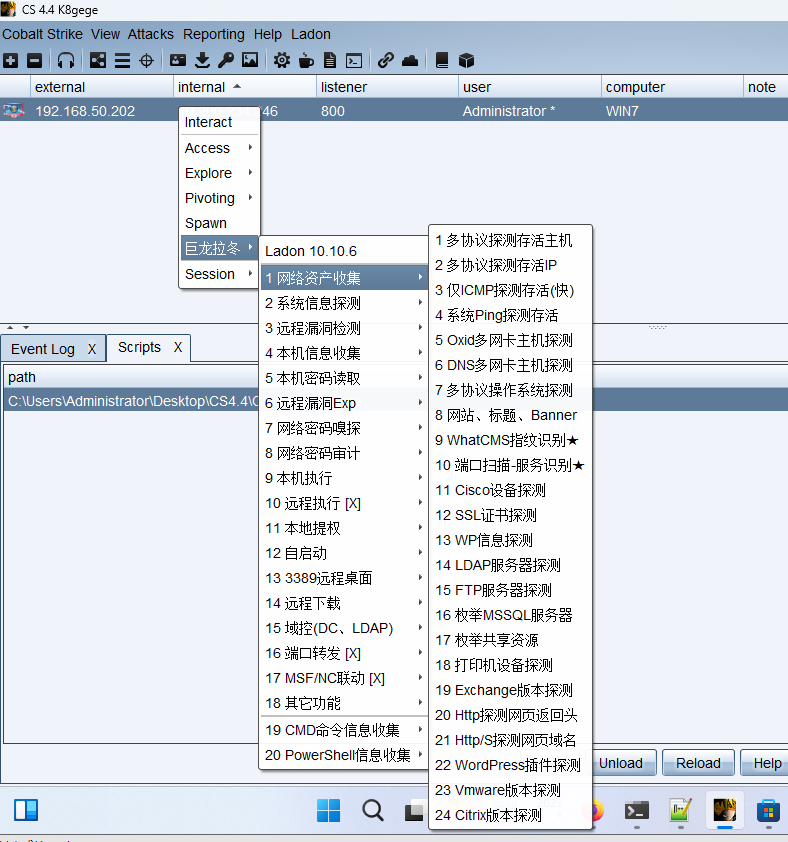 CS 4.4 K8gege
Cobalt Strike View Attacks Reporting Help Ladon
external internal listener user computer note
192.168.50.202 46 800 Administrator * WIN7
Interact
Access
Explore
Pivoting
Spawn
巨龙拉冬
Session
Ladon 10.10.6
1 网络资产收集
2 系统信息探测
3 远程漏洞检测
4 本机信息收集
5 本机密码读取
6 远程漏洞Exp
7 网络密码嗅探
8 网络密码审计
9 本机执行
10 远程执行 [X]
11 本地提权
12 自启动
13 3389远程桌面
14 远程下载
15 域控(DC、LDAP)
16 端口转发 [X]
17 MSF/NC联动 [X]
18 其它功能
19 CMD命令信息收集
20 PowerShell信息收集
1 多协议探测存活主机
2 多协议探测存活IP
3 仅ICMP探测存活(快)
4 系统Ping探测存活
5 Oxid多网卡主机探测
6 DNS多网卡主机探测
7 多协议操作系统探测
8 网站、标题、Banner
9 WhatCMS指纹识别★
10 端口扫描-服务识别★
11 Cisco设备探测
12 SSL证书探测
13 WP信息探测
14 LDAP服务器探测
15 FTP服务器探测
16 枚举MSSQL服务器
17 枚举共享资源
18 打印机设备探测
19 Exchange版本探测
20 Http探测网页返回头
21 Http/S探测网页域名
22 WordPress插件探测
23 Vmware版本探测
24 Citrix版本探测
Event Log X Scripts X
path
C:\Users\Administrator\Desktop\CS4.4\
Unload Reload Help